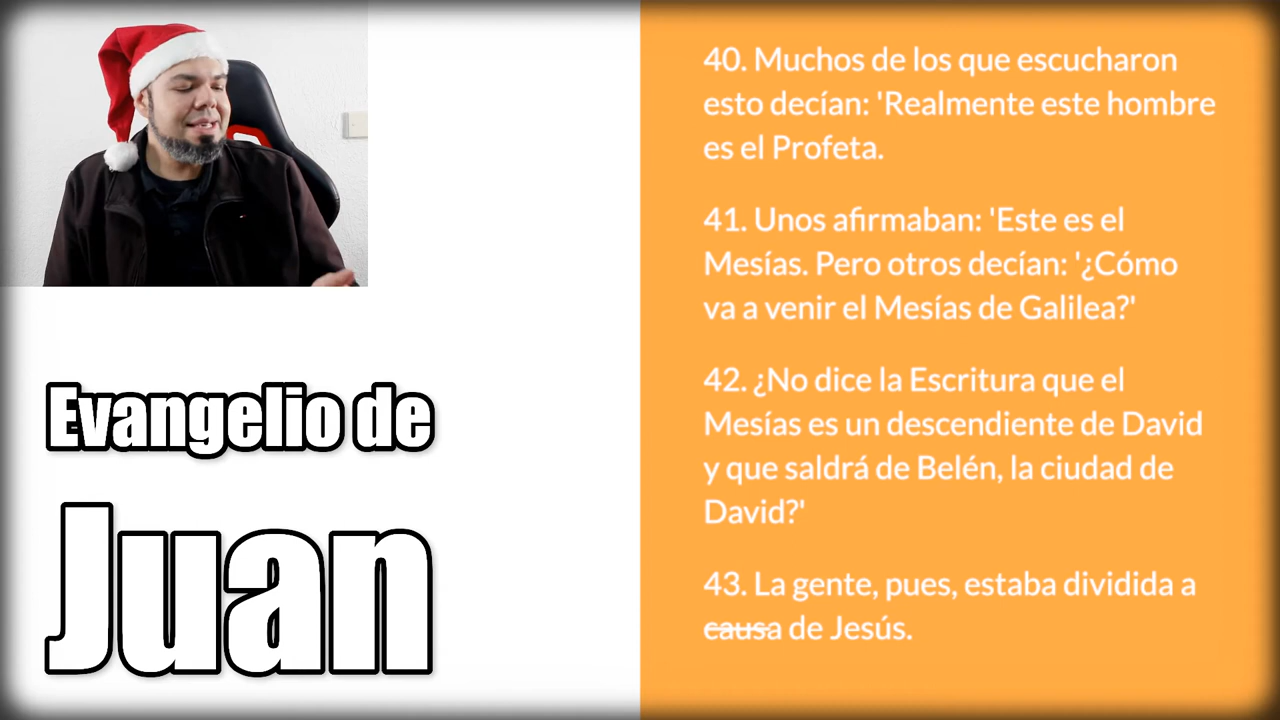 Evangelio de
Juan
40. Muchos de los que escucharon
esto decían: 'Realmente este hombre
es el Profeta.
41. Unos afirmaban: 'Este es el
Mesías. Pero otros decían: '¿Cómo
va a venir el Mesías de Galilea?'
42. ¿No dice la Escritura que el
Mesías es un descendiente de David
y que saldrá de Belén, la ciudad de
David?'
43. La gente, pues, estaba dividida a
causa de Jesús.